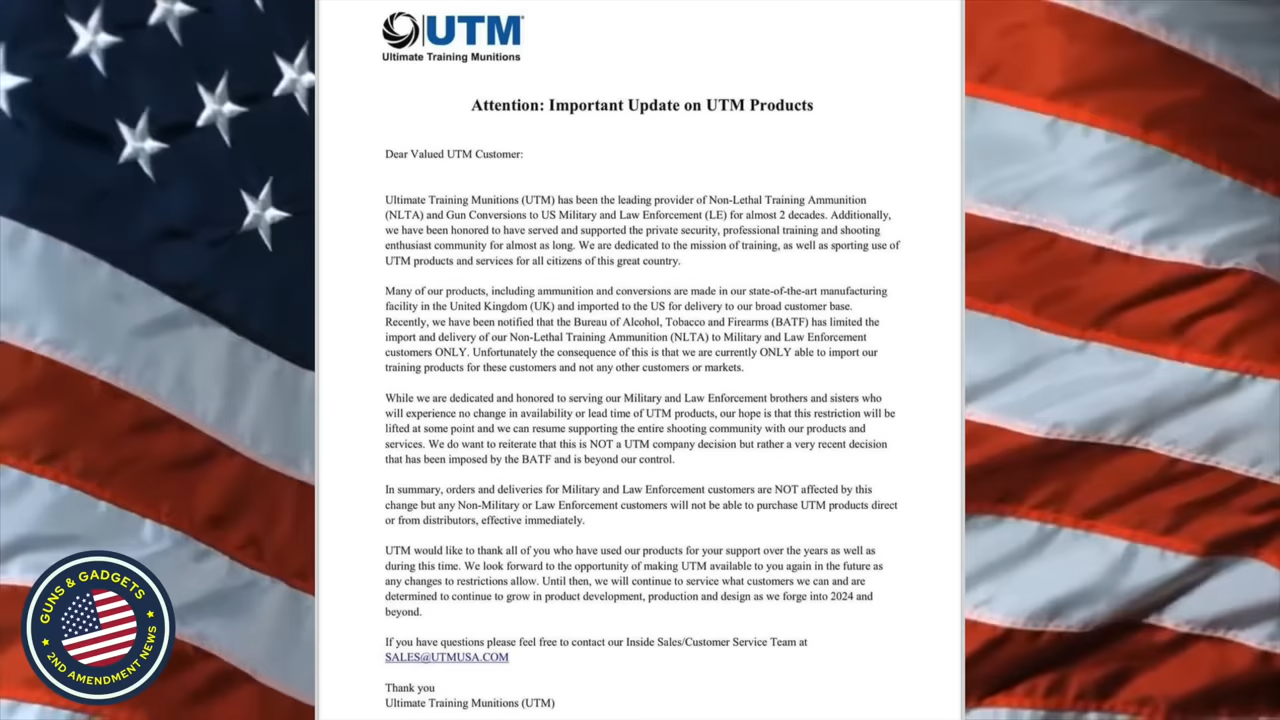 UTM
Ultimate Training Munitions
Attention: Important Update on UTM Products
Dear Valued UTM Customer:
Ultimate Training Munitions (UTM) has been the leading provider of Non-Lethal Training Ammunition
(NLTA) and Gun Conversions to US Military and Law Enforcement (LE) for almost 2 decades. Additionally,
we have been honored to have served and supported the private security, professional training and shooting
enthusiast community for almost as long. We are dedicated to the mission of training, as well as sporting use of
UTM products and services for all citizens of this great country.
Many of our products, including ammunition and conversions are made in our state-of-the-art manufacturing
facility in the United Kingdom (UK) and imported to the US for delivery to our broad customer base.
Recently, we have been notified that the Bureau of Alcohol, Tobacco and Firearms (BATF) has limited the
import and delivery of our Non-Lethal Training Ammunition (NLTA) to Military and Law Enforcement
customers ONLY. Unfortunately the consequence of this is that we are currently ONLY able to import our
training products for these customers and not any other customers or markets.
While we are dedicated and honored to serving our Military and Law Enforcement brothers and sisters who
will experience no change in availability or lead time of UTM products, our hope is that this restriction will be
lifted at some point and we can resume supporting the entire shooting community with our products and
services. We do want to reiterate that this is NOT a UTM company decision but rather a very recent decision
that has been imposed by the BATF and is beyond our control.
In summary, orders and deliveries for Military and Law Enforcement customers are NOT affected by this
change but any Non-Military or Law Enforcement customers will not be able to purchase UTM products direct
or from distributors, effective immediately.
UTM would like to thank all of you who have used our products for your support over the years as well as
during this time. We look forward to the opportunity of making UTM available to you again in the future as
any changes to restrictions allow. Until then, we will continue to service what customers we can and are
determined to continue to grow in product development, production and design as we forge into 2024 and
beyond.
If you have questions please feel free to contact our Inside Sales/Customer Service Team at
SALES@UTMUSA.COM
Thank you
Ultimate Training Munitions (UTM)
GUNS & GADGETS
2ND AMENDMENT NEWS